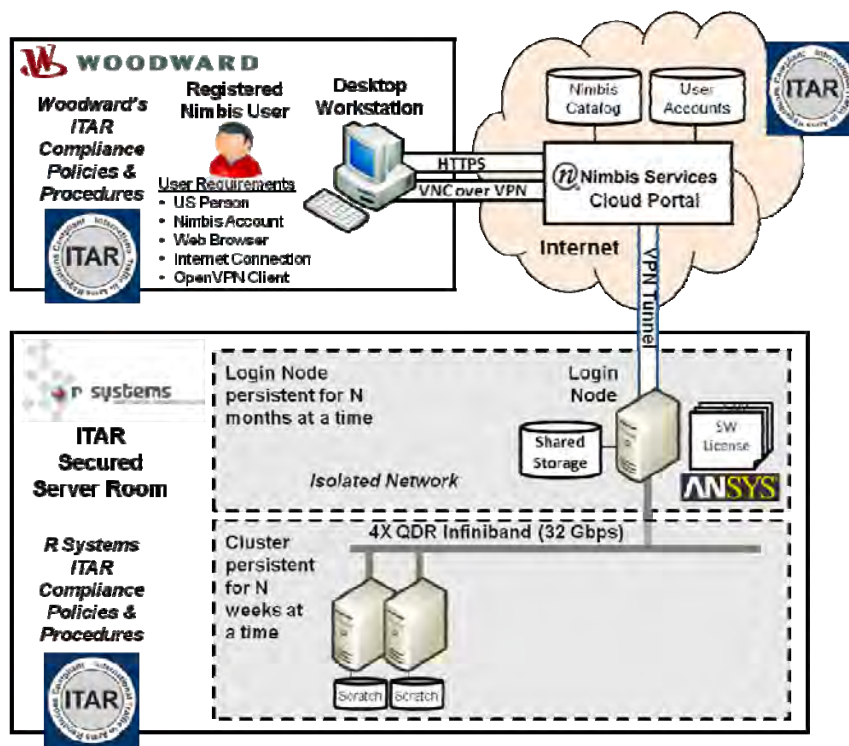 WOODWARD
Woodward's
ITAR
Compliance
Policies &
Procedures
ITAR
Registered
Nimbis User
User Requirements
• US Person
• Nimbis Account
• Web Browser
• Internet Connection
• OpenVPN Client
Desktop
Workstation
HTTPS
VNC over VPN
Nimbis
Catalog
User
Accounts
n Nimbis Services
Cloud Portal
Internet
ITAR
VPN Tunnel
r systems
ITAR
Secured
Server Room
R Systems
ITAR
Compliance
Policies &
Procedures
ITAR
Login Node
persistent for N
months at a time
Login
Node
Shared
Storage
SW
License
ANSYS
Isolated Network
4X QDR Infiniband (32 Gbps)
Cluster
persistent
for N
weeks at
a time
Scratch
Scratch